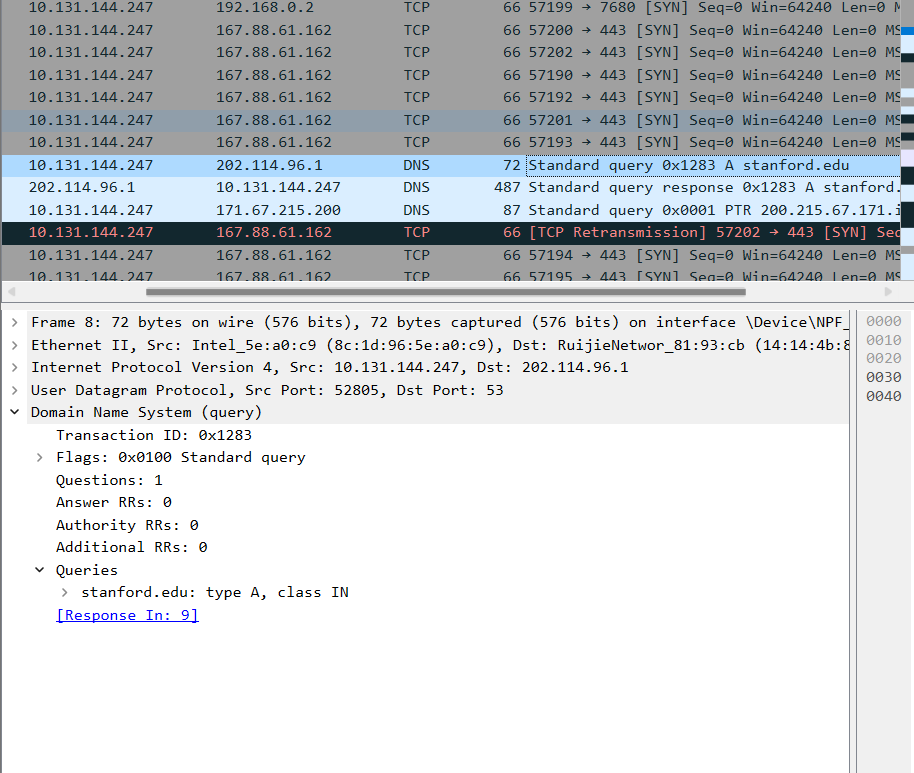 10.131.144.247 192.168.0.2 TCP 66 57199 → 7680 [SYN] Seq=0 Win=64240 Len=0 M
10.131.144.247 167.88.61.162 TCP 66 57200 → 443 [SYN] Seq=0 Win=64240 Len=0 MS
10.131.144.247 167.88.61.162 TCP 66 57202 → 443 [SYN] Seq=0 Win=64240 Len=0 MS
10.131.144.247 167.88.61.162 TCP 66 57190 → 443 [SYN] Seq=0 Win=64240 Len=0 MS
10.131.144.247 167.88.61.162 TCP 66 57192 → 443 [SYN] Seq=0 Win=64240 Len=0 MS
10.131.144.247 167.88.61.162 TCP 66 57201 → 443 [SYN] Seq=0 Win=64240 Len=0 MS
10.131.144.247 167.88.61.162 TCP 66 57193 → 443 [SYN] Seq=0 Win=64240 Len=0 MS
10.131.144.247 202.114.96.1 DNS 72 Standard query 0x1283 A stanford.edu
202.114.96.1 10.131.144.247 DNS 487 Standard query response 0x1283 A stanford.
10.131.144.247 171.67.215.200 DNS 87 Standard query 0x0001 PTR 200.215.67.171.i
10.131.144.247 167.88.61.162 TCP 66 [TCP Retransmission] 57202 → 443 [SYN] Seq
10.131.144.247 167.88.61.162 TCP 66 57194 → 443 [SYN] Seq=0 Win=64240 Len=0 MS
10.131.144.247 167.88.61.162 TCP 66 57195 → 443 [SYN] Seq=0 Win=64240 Len=0 MS
Frame 8: 72 bytes on wire (576 bits), 72 bytes captured (576 bits) on interface \Device\NPF_
Ethernet II, Src: Intel_5e:a0:c9 (8c:1d:96:5e:a0:c9), Dst: RuijieNetwor_81:93:cb (14:14:4b:8
Internet Protocol Version 4, Src: 10.131.144.247, Dst: 202.114.96.1
User Datagram Protocol, Src Port: 52805, Dst Port: 53
Domain Name System (query)
Transaction ID: 0x1283
Flags: 0x0100 Standard query
Questions: 1
Answer RRs: 0
Authority RRs: 0
Additional RRs: 0
Queries
stanford.edu: type A, class IN
[Response In: 9]
0000
0010
0020
0030
0040